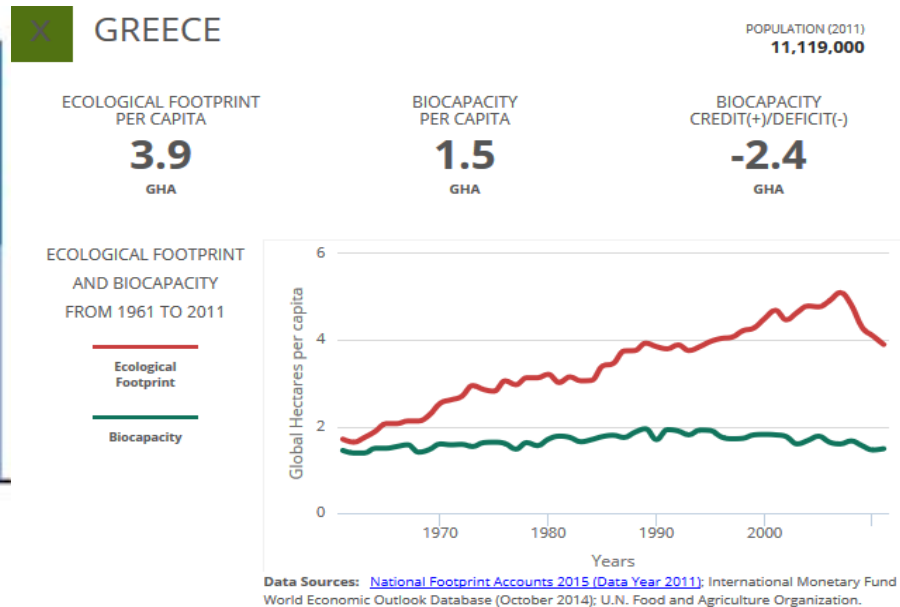 X
GREECE
POPULATION (2011)
11,119,000
ECOLOGICAL FOOTPRINT
PER CAPITA
3.9
GHA
BIOCAPACITY
PER CAPITA
1.5
GHA
BIOCAPACITY
CREDIT(+)/DEFICIT(-)
-2.4
GHA
ECOLOGICAL FOOTPRINT
AND BIOCAPACITY
FROM 1961 TO 2011
Ecological
Footprint
Biocapacity
Global Hectares per capita
6
4
2
0
1970 1980 1990 2000
Years
Data Sources: National Footprint Accounts 2015 (Data Year 2011); International Monetary Fund
World Economic Outlook Database (October 2014); U.N. Food and Agriculture Organization.